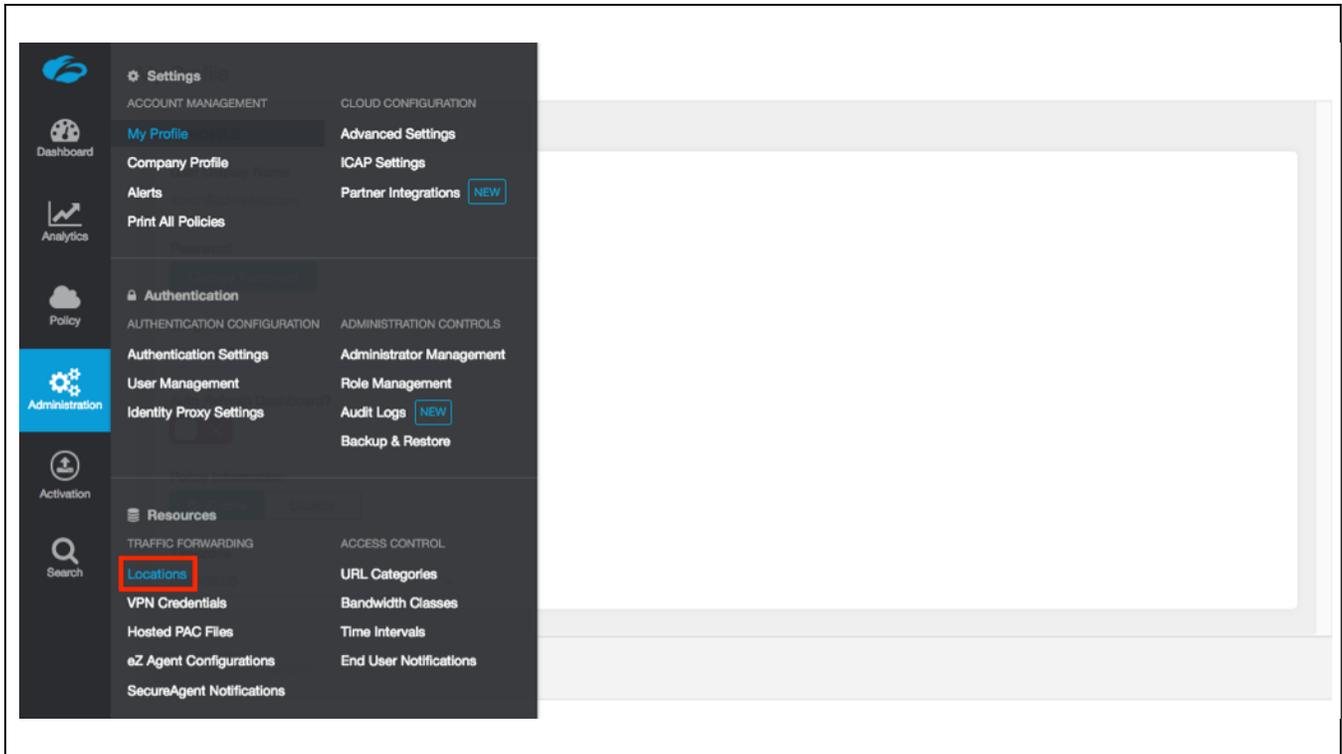 Dashboard
Analytics
Policy
Administration
Activation
Search
Settings
ACCOUNT MANAGEMENT
My Profile
Company Profile
Alerts
Print All Policies
CLOUD CONFIGURATION
Advanced Settings
ICAP Settings
Partner Integrations NEW
Authentication
AUTHENTICATION CONFIGURATION
Authentication Settings
User Management
Identity Proxy Settings
ADMINISTRATION CONTROLS
Administrator Management
Role Management
Audit Logs NEW
Backup & Restore
Resources
TRAFFIC FORWARDING
Locations
VPN Credentials
Hosted PAC Files
eZ Agent Configurations
SecureAgent Notifications
ACCESS CONTROL
URL Categories
Bandwidth Classes
Time Intervals
End User Notifications